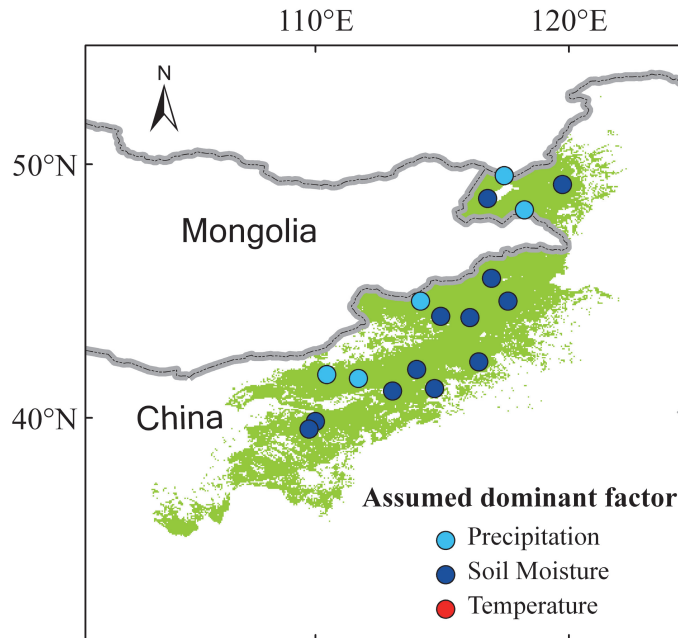 110°E 120°E
N
50°N
Mongolia
40°N
China
Assumed dominant factor
Precipitation
Soil Moisture
Temperature